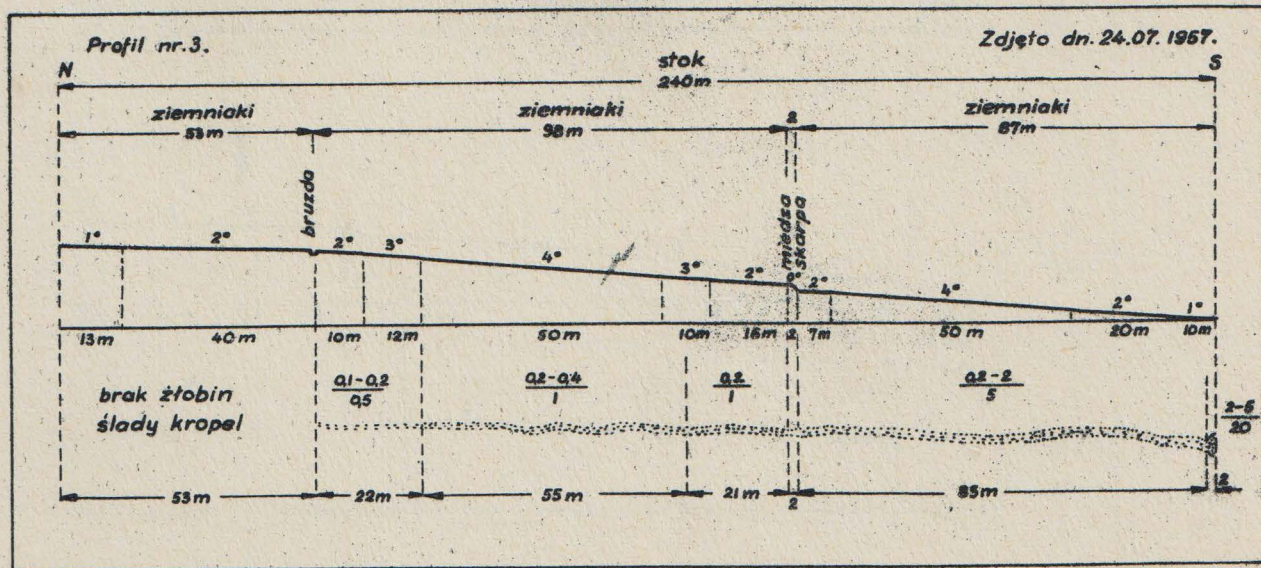 Profil nr. 3.
Zdjęto dn. 24.07. 1957.
N
stok
S
240m
ziemniaki
ziemniaki
2
ziemniaki
53m
98m
87m
bruzda
miedza
skarpa
1° 2° 2° 3° 4° 3° 2° 0° 2° 4° 2° 1°
13m 40m 10m 12m 50m 10m 16m 2 7m 50m 20m 10m
brak żłobin
ślady kropel
0,1-0,2
0,5
0,2-0,4
1
0,2
1
0,2-2
5
2-5
20
53m 22m 55m 21m 2 85m 2